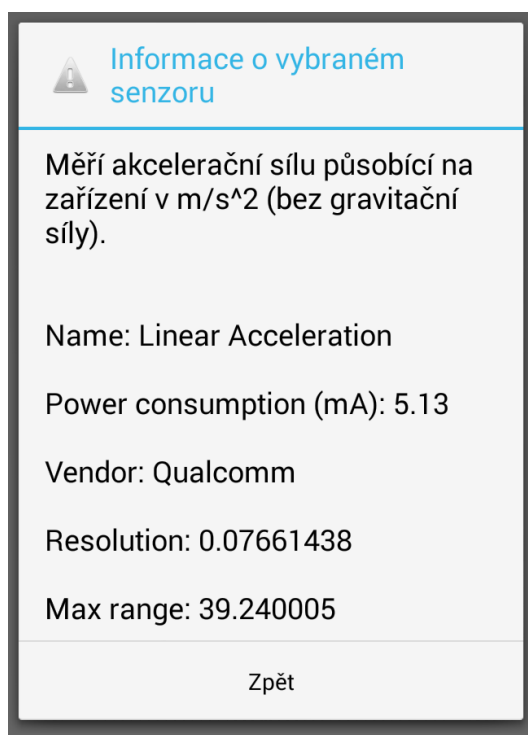 Informace o vybraném
senzoru
Měří akcelerační sílu působící na
zařízení v m/s^2 (bez gravitační
síly).
Name: Linear Acceleration
Power consumption (mA): 5.13
Vendor: Qualcomm
Resolution: 0.07661438
Max range: 39.240005
Zpět